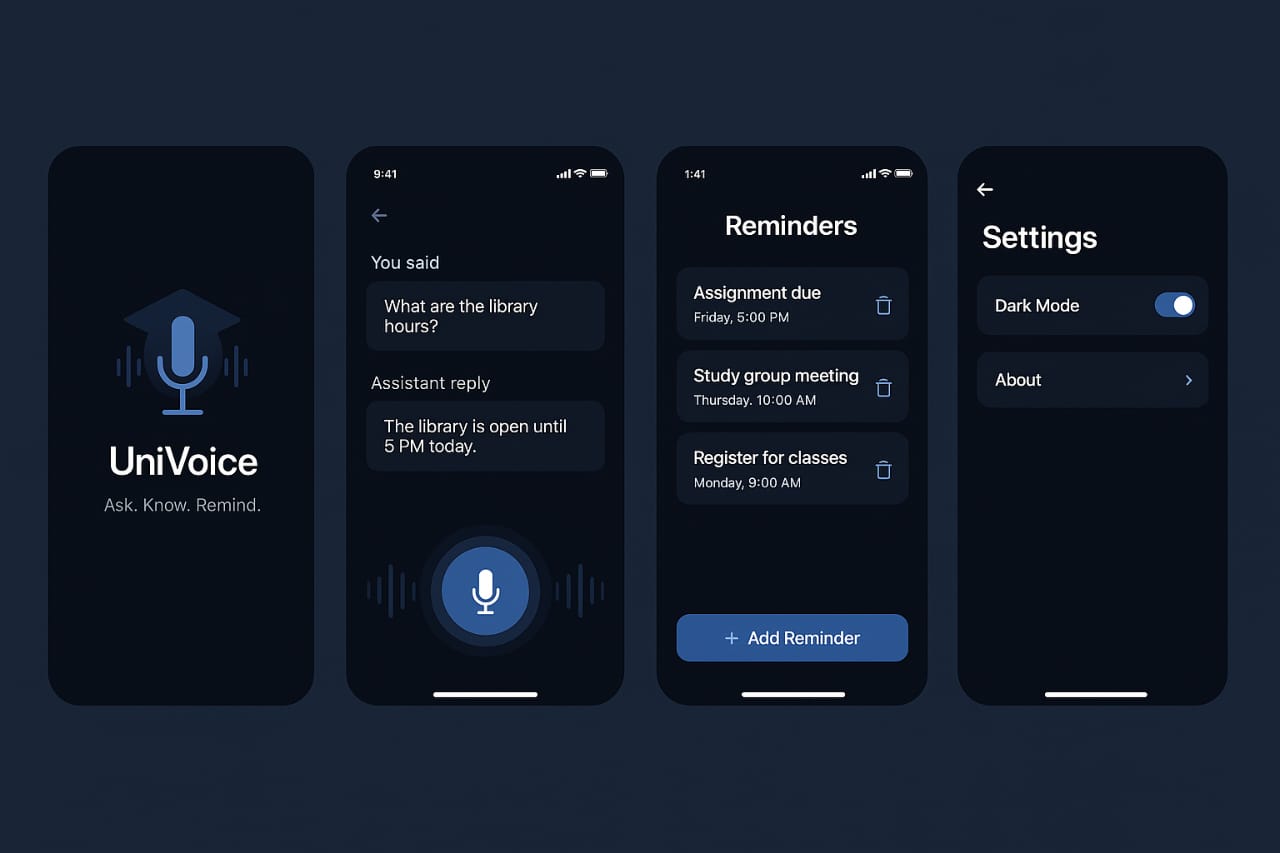 UniVoice
Ask. Know. Remind.
9:41
You said
What are the library
hours?
Assistant reply
The library is open until
5 PM today.
1:41
Reminders
Assignment due
Friday, 5:00 PM
Study group meeting
Thursday. 10:00 AM
Register for classes
Monday, 9:00 AM
+ Add Reminder
Settings
Dark Mode
About